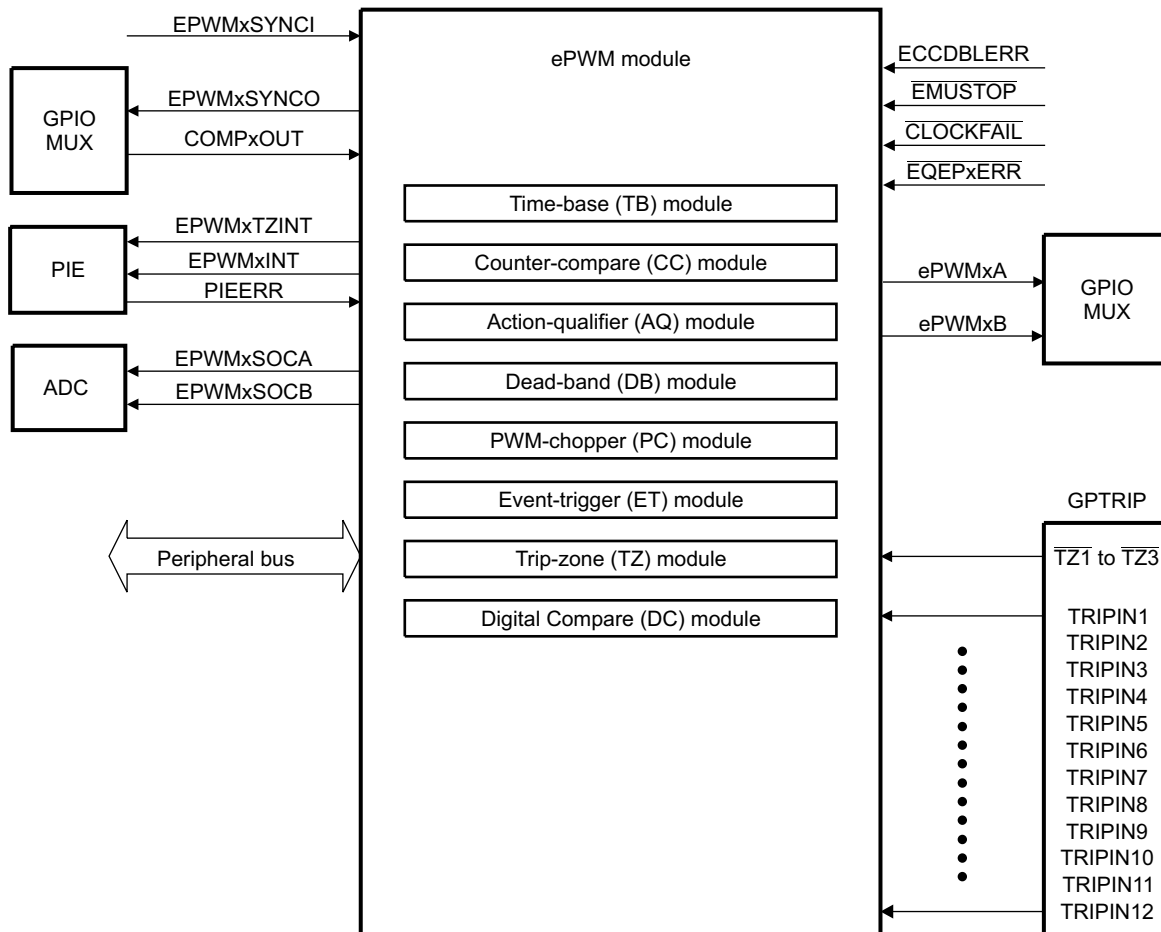 EPWMxSYNCI
GPIO
MUX
EPWMxSYNCO
COMPxOUT
PIE
EPWMxTZINT
EPWMxINT
PIEERR
ADC
EPWMxSOCA
EPWMxSOCB
Peripheral bus
ePWM module
Time-base (TB) module
Counter-compare (CC) module
Action-qualifier (AQ) module
Dead-band (DB) module
PWM-chopper (PC) module
Event-trigger (ET) module
Trip-zone (TZ) module
Digital Compare (DC) module
ECCDBLERR
EMUSTOP
CLOCKFAIL
EQEPxERR
ePWMxA
ePWMxB
GPIO
MUX
GPTRIP
TZ1 to TZ3
TRIPIN1
TRIPIN2
TRIPIN3
TRIPIN4
TRIPIN5
TRIPIN6
TRIPIN7
TRIPIN8
TRIPIN9
TRIPIN10
TRIPIN11
TRIPIN12